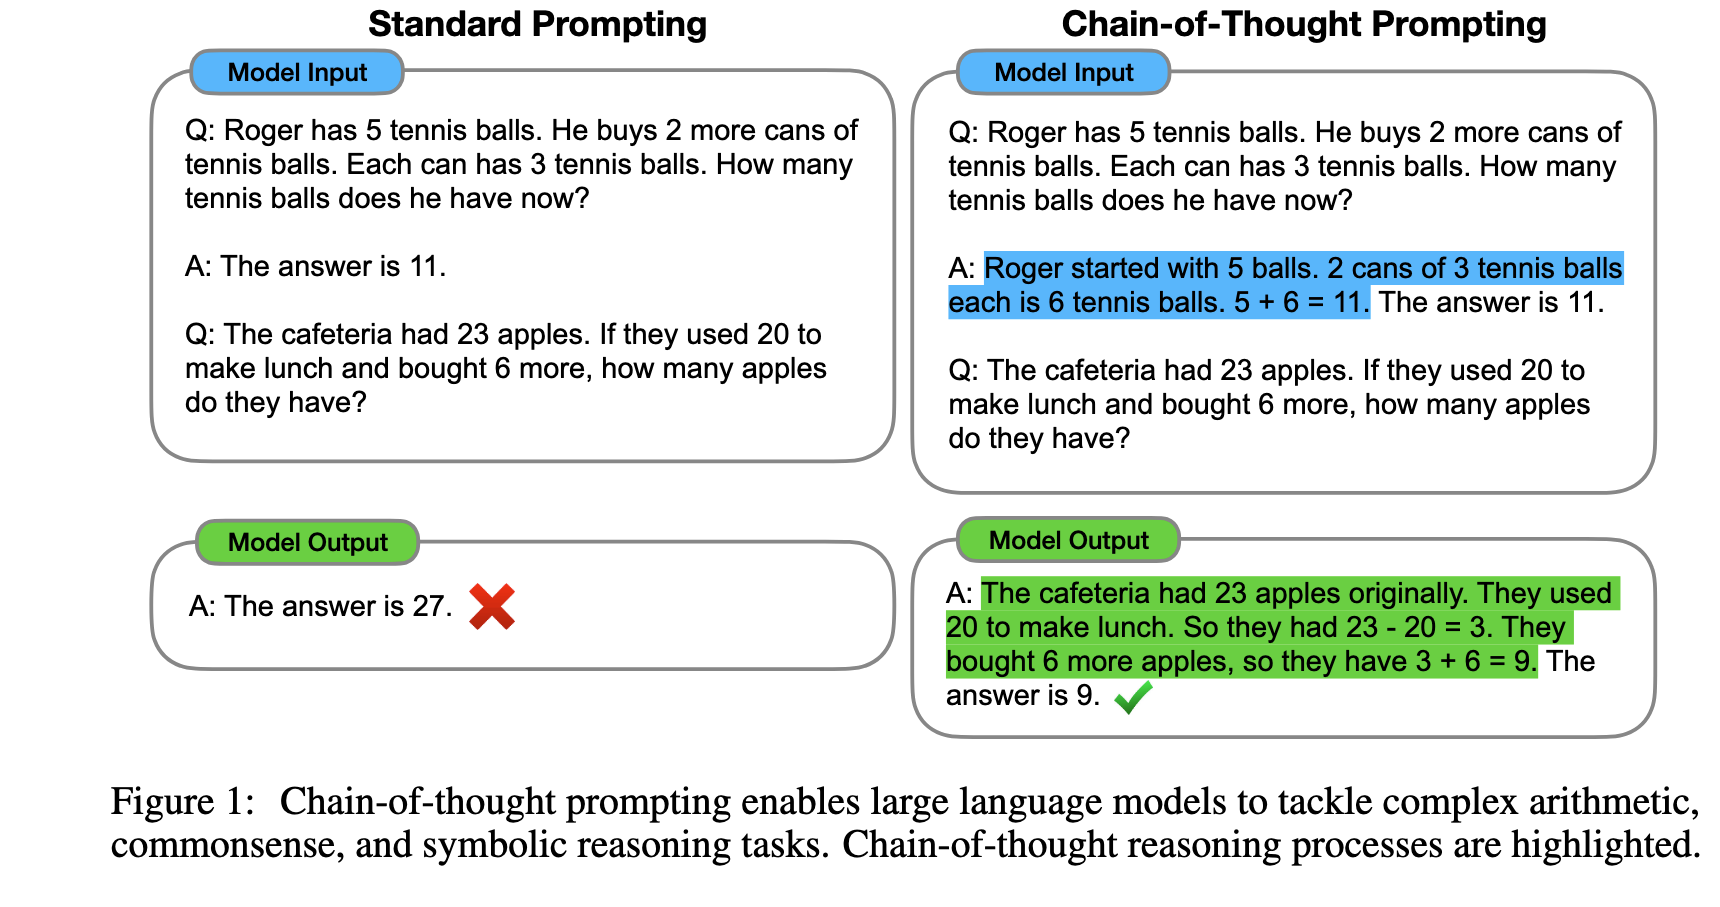 Standard Prompting
Model Input
Q: Roger has 5 tennis balls. He buys 2 more cans of
tennis balls. Each can has 3 tennis balls. How many
tennis balls does he have now?
A: The answer is 11.
Q: The cafeteria had 23 apples. If they used 20 to
make lunch and bought 6 more, how many apples
do they have?
Model Output
A: The answer is 27.
Chain-of-Thought Prompting
Model Input
Q: Roger has 5 tennis balls. He buys 2 more cans of
tennis balls. Each can has 3 tennis balls. How many
tennis balls does he have now?
A: Roger started with 5 balls. 2 cans of 3 tennis balls
each is 6 tennis balls. 5 + 6 = 11. The answer is 11.
Q: The cafeteria had 23 apples. If they used 20 to
make lunch and bought 6 more, how many apples
do they have?
Model Output
A: The cafeteria had 23 apples originally. They used
20 to make lunch. So they had 23 - 20 = 3. They
bought 6 more apples, so they have 3 + 6 = 9. The
answer is 9.
Figure 1: Chain-of-thought prompting enables large language models to tackle complex arithmetic,
commonsense, and symbolic reasoning tasks. Chain-of-thought reasoning processes are highlighted.